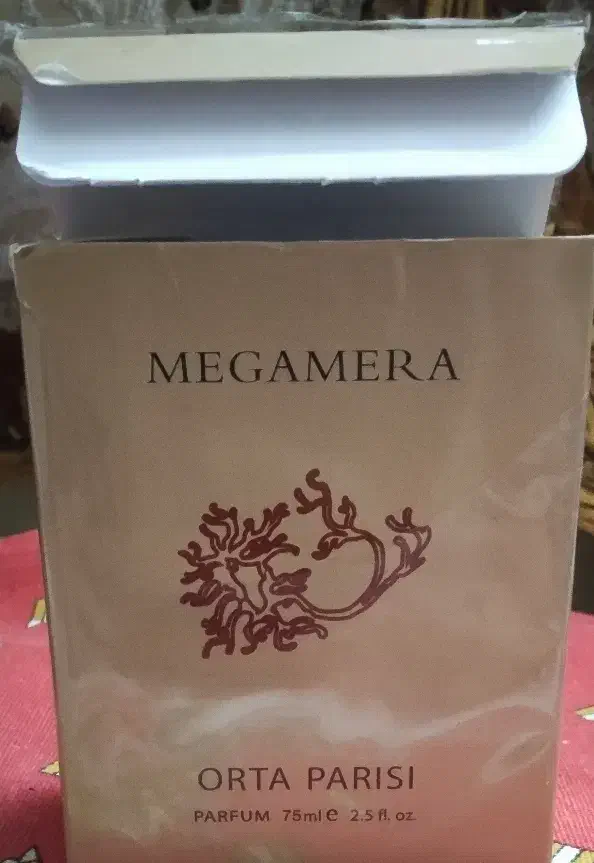 MEGAMERA
ORTA PARISI
PARFUM 75ml e 2.5 fl. oz.